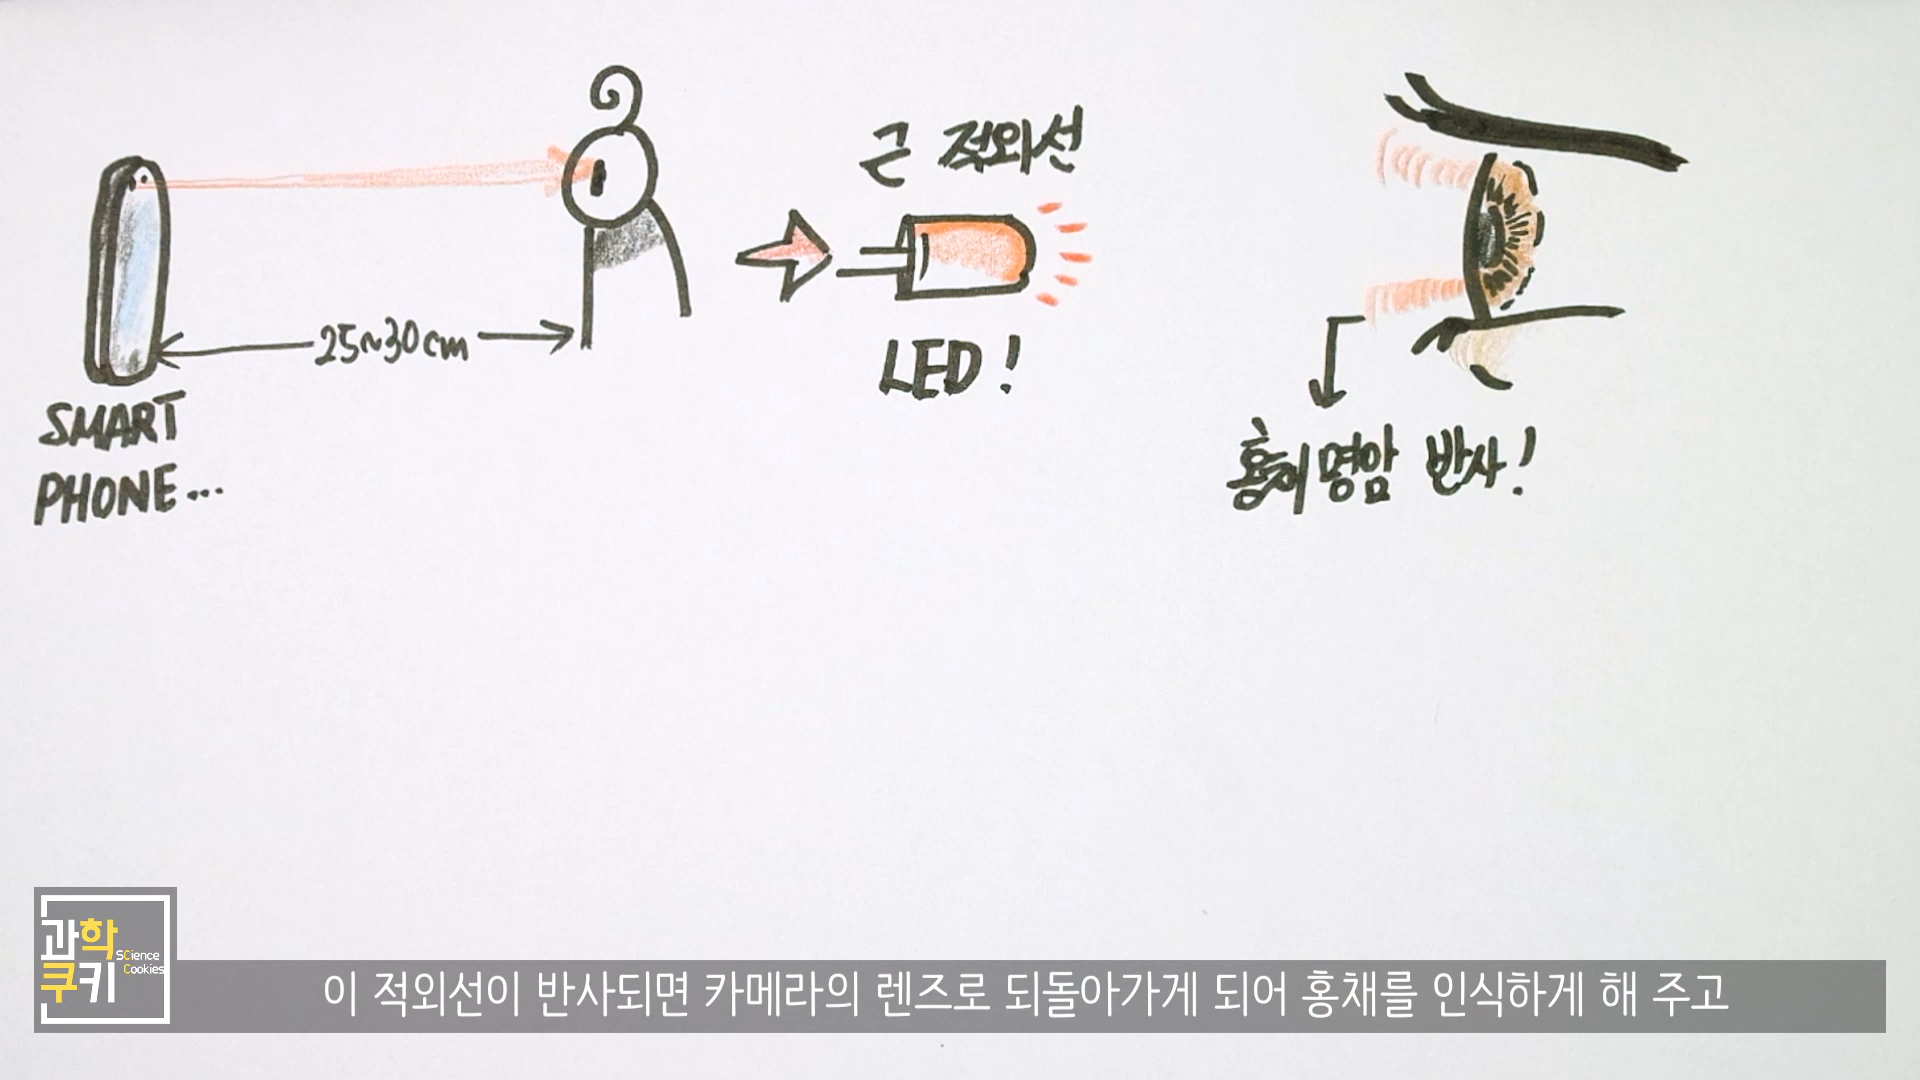 근 적외선
25~30cm
LED!
SMART
PHONE...
홍채 명암 반사!
과학
쿠키
Science
Cookies
이 적외선이 반사되면 카메라의 렌즈로 되돌아가게 되어 홍채를 인식하게 해 주고